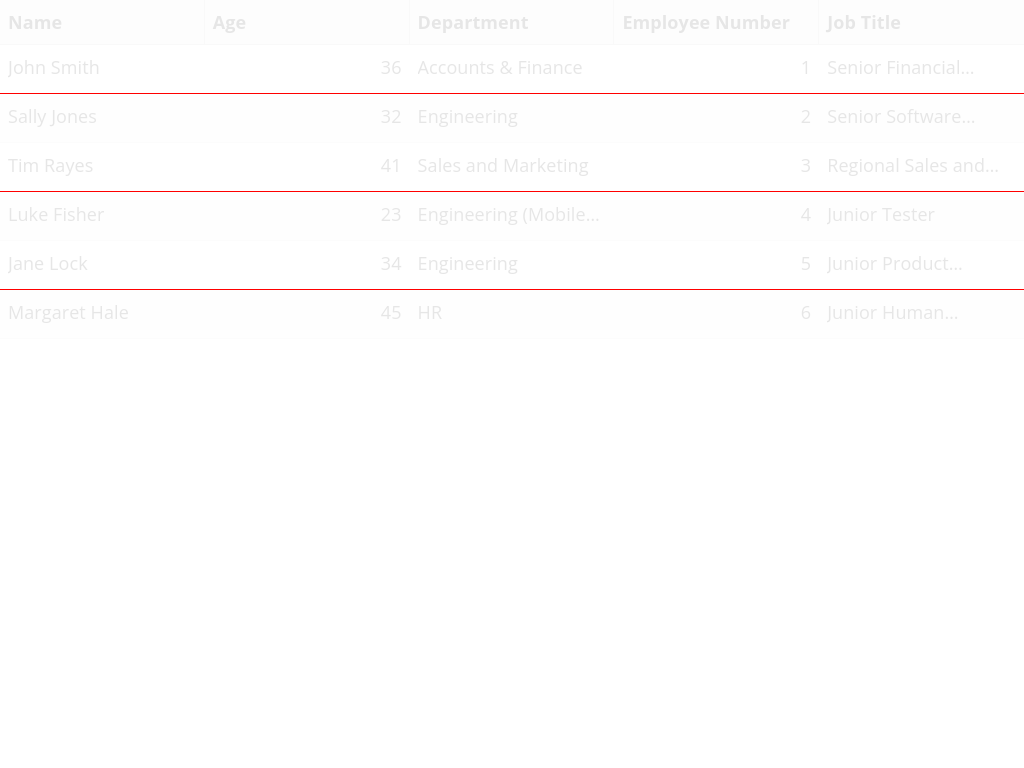 Name Age Department Employee Number Job Title
John Smith 36 Accounts & Finance 1 Senior Financial...
Sally Jones 32 Engineering 2 Senior Software...
Tim Rayes 41 Sales and Marketing 3 Regional Sales and...
Luke Fisher 23 Engineering (Mobile... 4 Junior Tester
Jane Lock 34 Engineering 5 Junior Product...
Margaret Hale 45 HR 6 Junior Human...